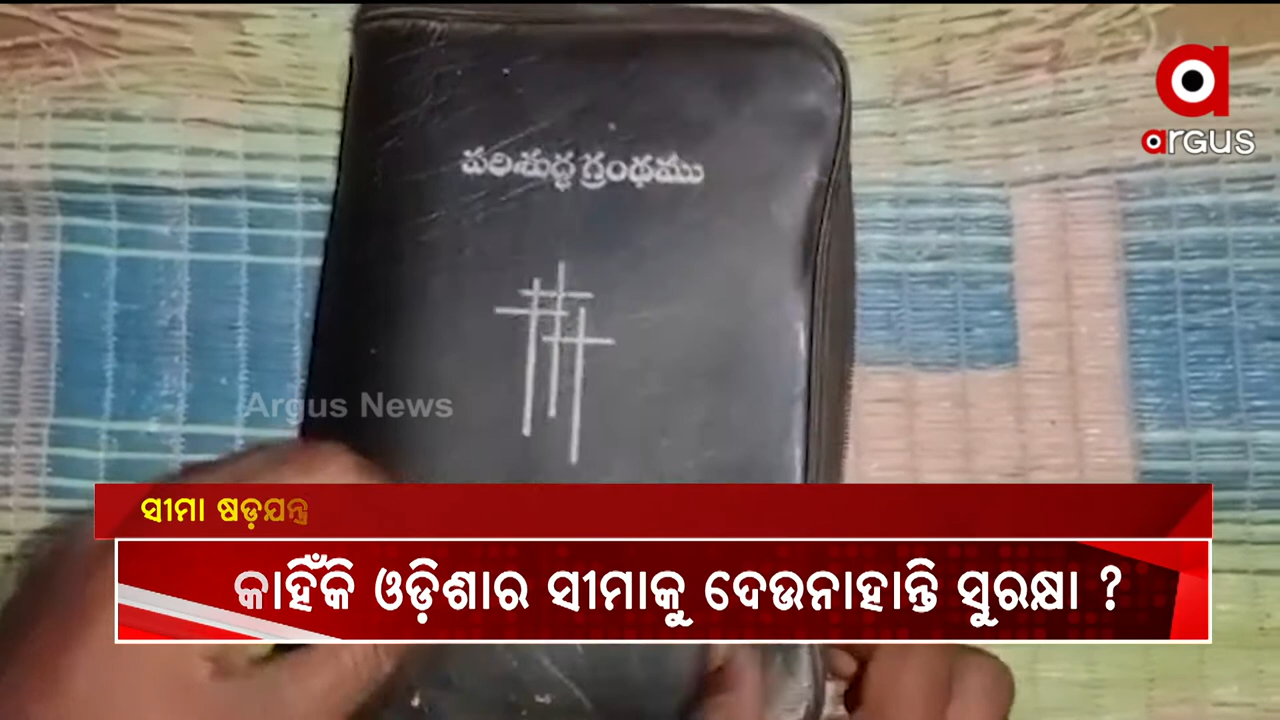 a
argus
పరిశుద్ధ గ్రంథము
Argus News
ସୀମା ଷଡ଼ଯନ୍ତ୍ର
କାହିଁକି ଓଡ଼ିଶାର ସୀମାକୁ ଦେଉନାହାନ୍ତି ସୁରକ୍ଷା ?